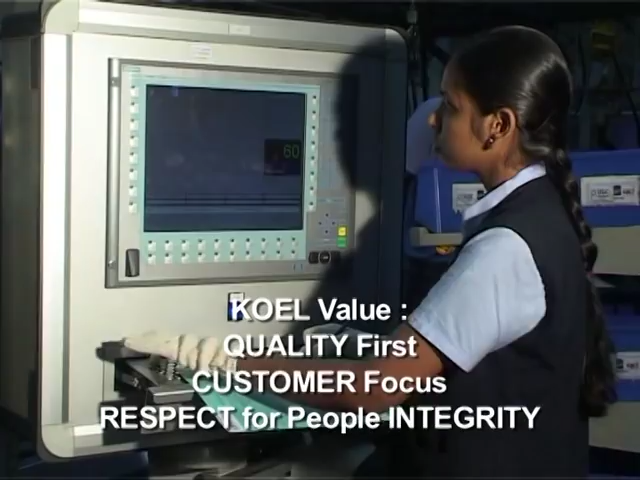 60
KOEL Value :
QUALITY First
CUSTOMER Focus
RESPECT for People INTEGRITY